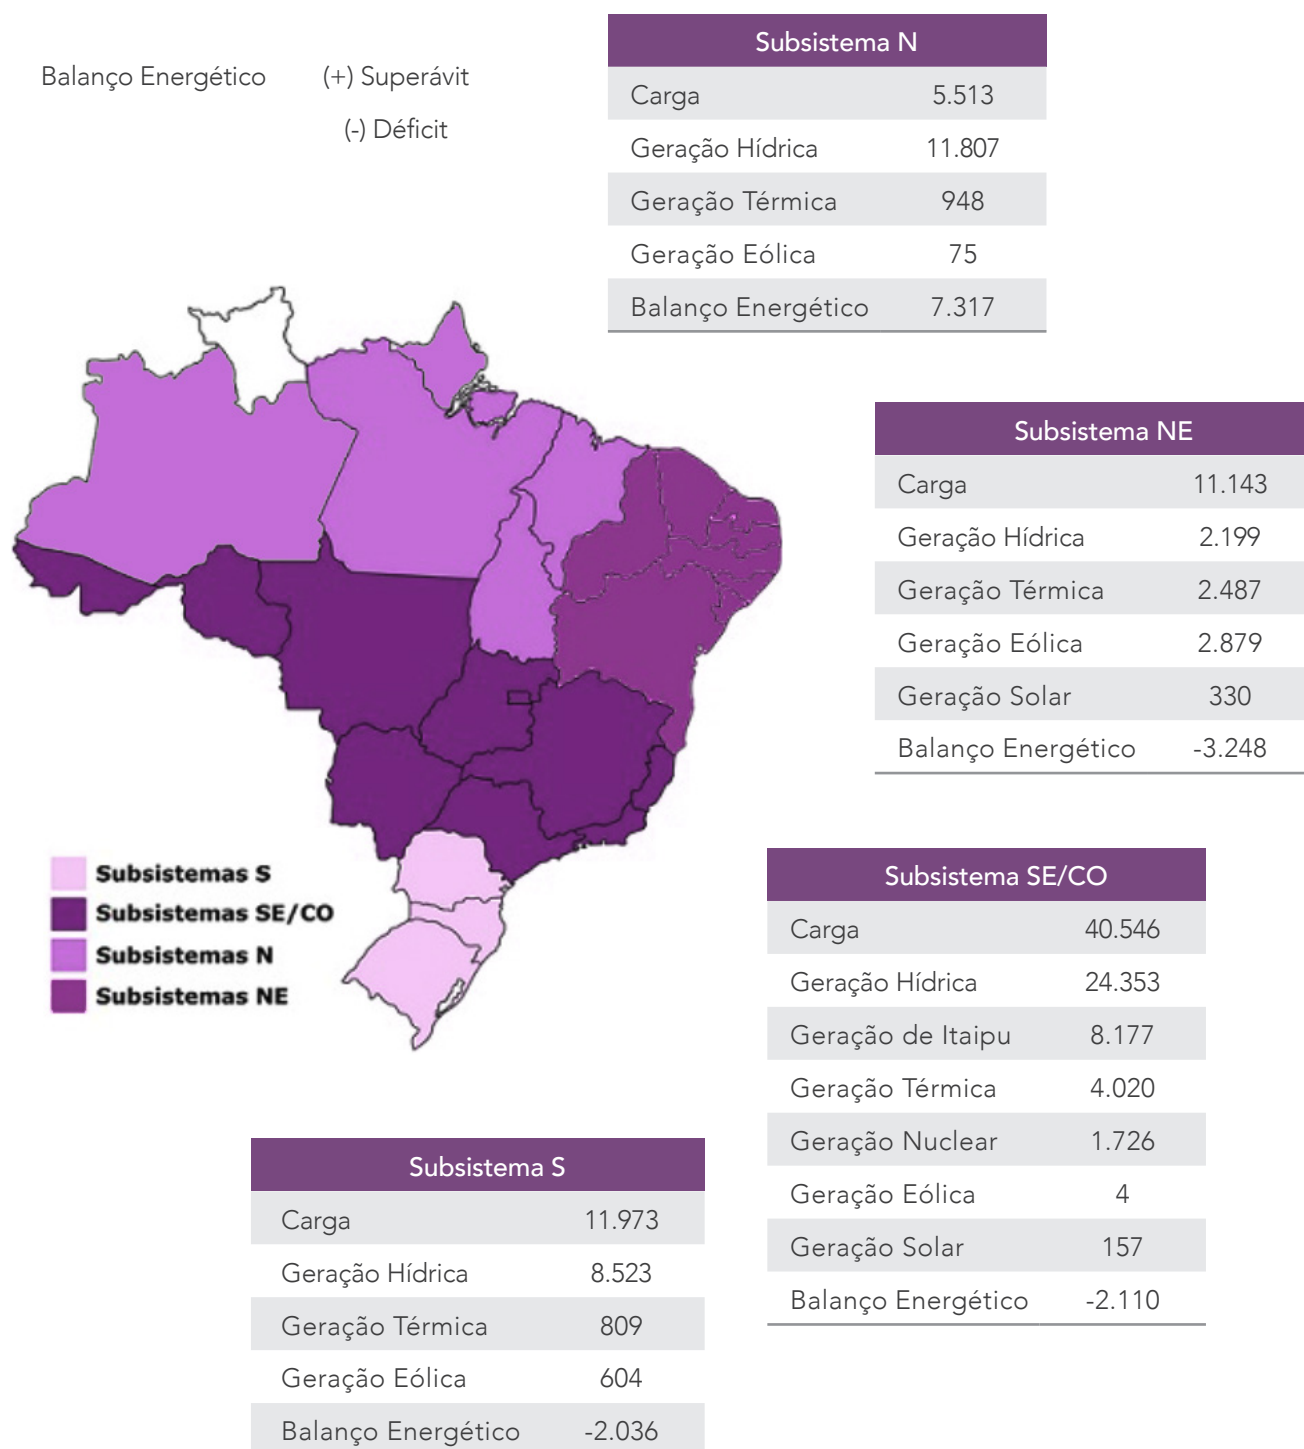 Balanço Energético (+) Superávit
(-) Déficit
Subsistema N
Carga 5.513
Geração Hídrica 11.807
Geração Térmica 948
Geração Eólica 75
Balanço Energético 7.317
Subsistema NE
Carga 11.143
Geração Hídrica 2.199
Geração Térmica 2.487
Geração Eólica 2.879
Geração Solar 330
Balanço Energético -3.248
Subsistemas S
Subsistemas SE/CO
Subsistemas N
Subsistemas NE
Subsistema SE/CO
Carga 40.546
Geração Hídrica 24.353
Geração de Itaipu 8.177
Geração Térmica 4.020
Geração Nuclear 1.726
Geração Eólica 4
Geração Solar 157
Balanço Energético -2.110
Subsistema S
Carga 11.973
Geração Hídrica 8.523
Geração Térmica 809
Geração Eólica 604
Balanço Energético -2.036